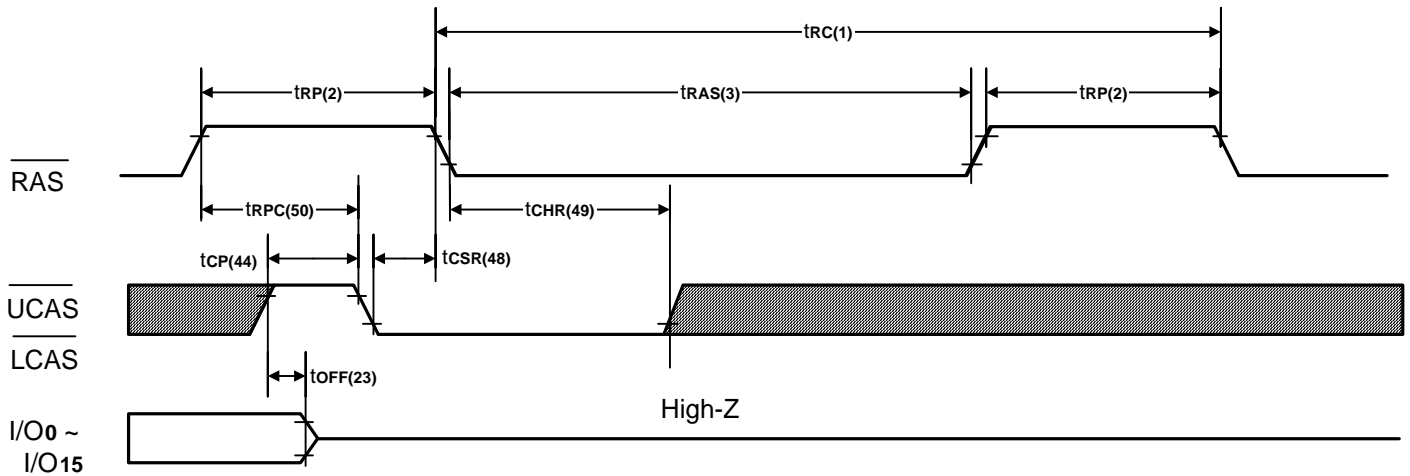 tRC(1)
tRP(2) tRAS(3) tRP(2)
RAS
tRPC(50) tCHR(49)
tCP(44) tCSR(48)
UCAS
LCAS
tOFF(23)
High-Z
I/O0 ~
I/O15